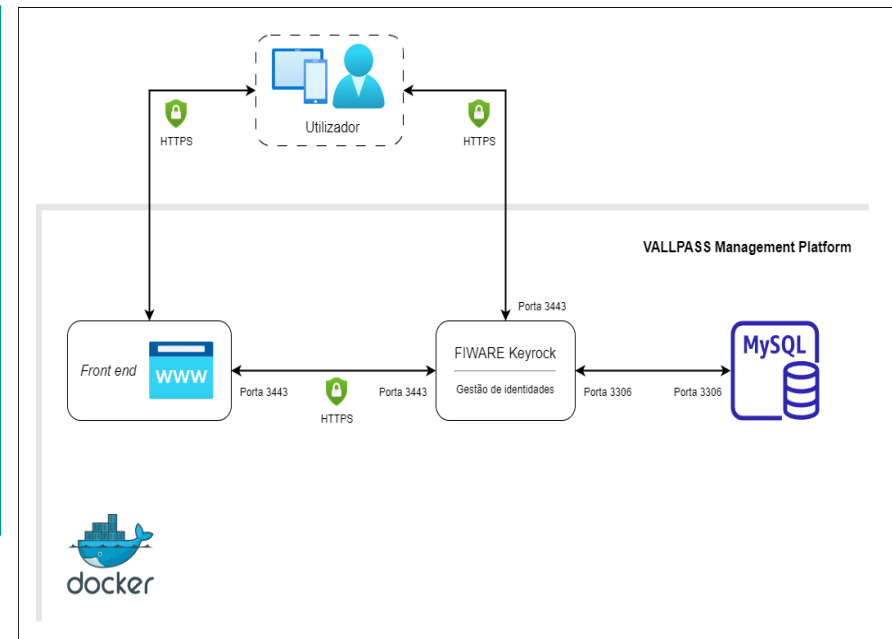 Utilizador
HTTPS
HTTPS
VALLPASS Management Platform
Porta 3443
Front end
WWW
FIWARE Keyrock
Gestão de identidades
MySQL
Porta 3443
HTTPS
Porta 3443
Porta 3306
Porta 3306
docker